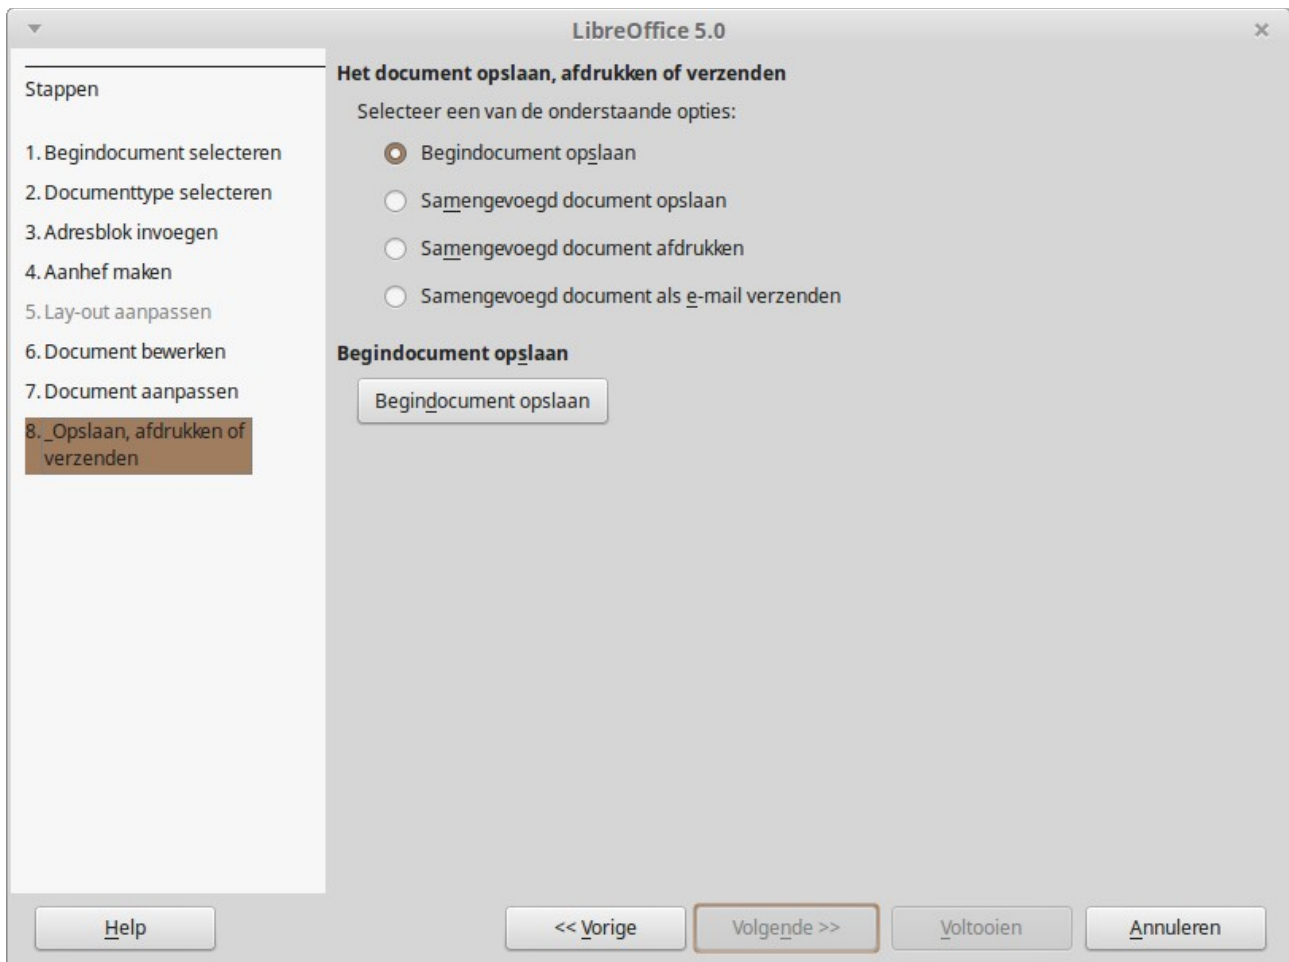 LibreOffice 5.0
Stappen
1. Begindocument selecteren
2. Documenttype selecteren
3. Adresblok invoegen
4. Aanhef maken
5. Lay-out aanpassen
6. Document bewerken
7. Document aanpassen
8. _Opslaan, afdrukken of
verzenden
Het document opslaan, afdrukken of verzenden
Selecteer een van de onderstaande opties:
Begindocument opslaan
Samengevoegd document opslaan
Samengevoegd document afdrukken
Samengevoegd document als e-mail verzenden
Begindocument opslaan
Begindocument opslaan
Help
<< Vorige
Volgende >>
Voltooien
Annuleren